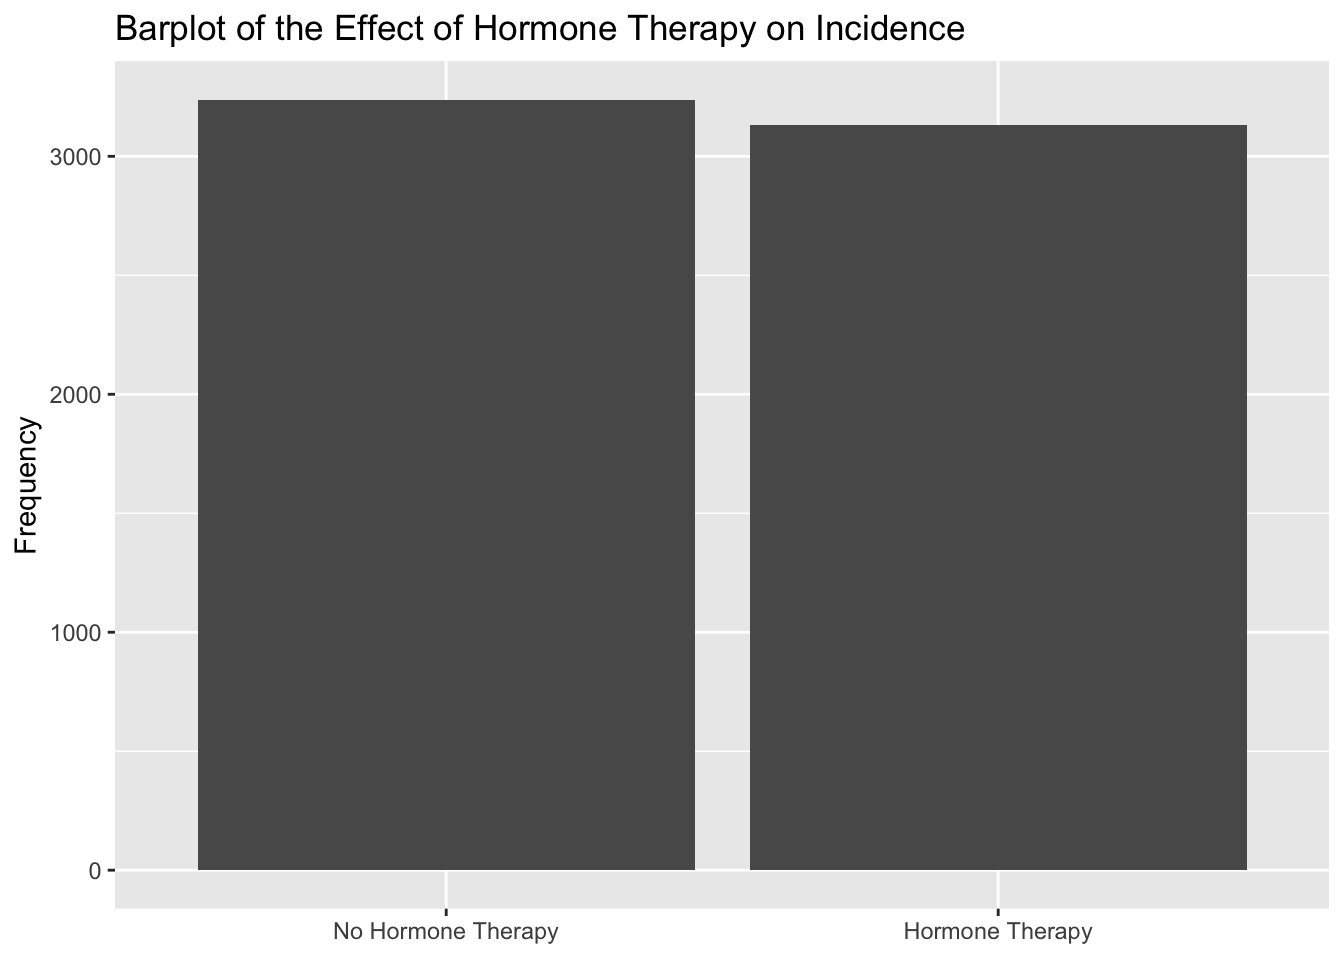 Barplot of the Effect of Hormone Therapy on Incidence
Frequency
3000
2000
1000
0
No Hormone Therapy
Hormone Therapy